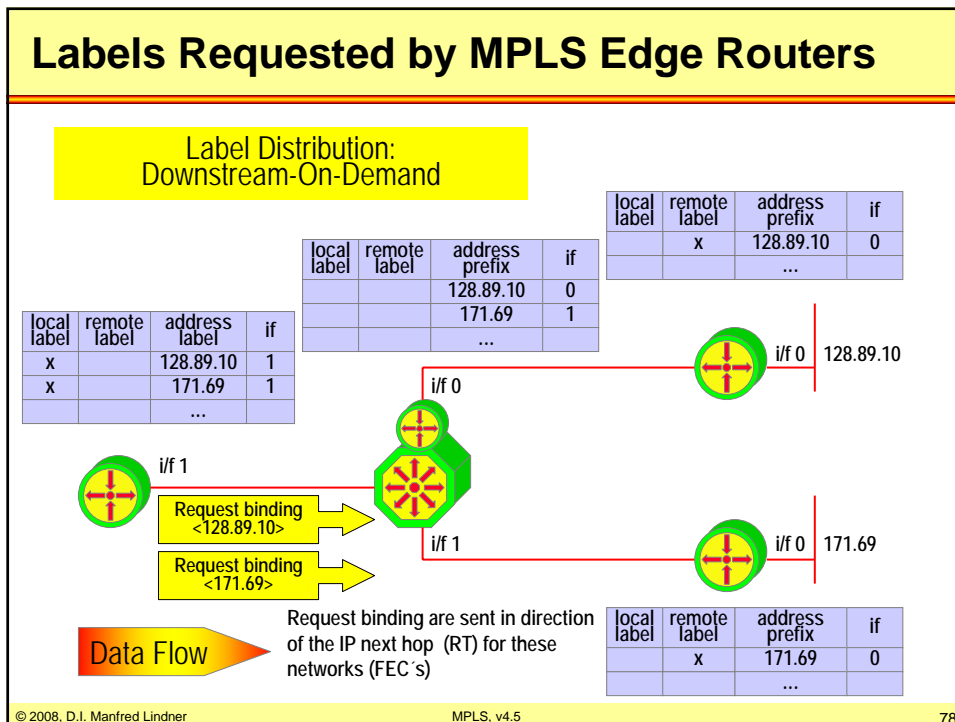 Labels Requested by MPLS Edge Routers
Label Distribution:
Downstream-On-Demand
local label remote label address prefix if
x 128.89.10 0
...
local label remote label address prefix if
128.89.10 0
171.69 1
...
local label remote label address label if
x 128.89.10 1
x 171.69 1
...
i/f 0 128.89.10
i/f 0
i/f 1
Request binding
<128.89.10>
i/f 1
i/f 0 171.69
Request binding
<171.69>
Data Flow
Request binding are sent in direction
of the IP next hop (RT) for these
networks (FEC´s)
local label remote label address prefix if
x 171.69 0
...
© 2008, D.I. Manfred Lindner MPLS, v4.5 78